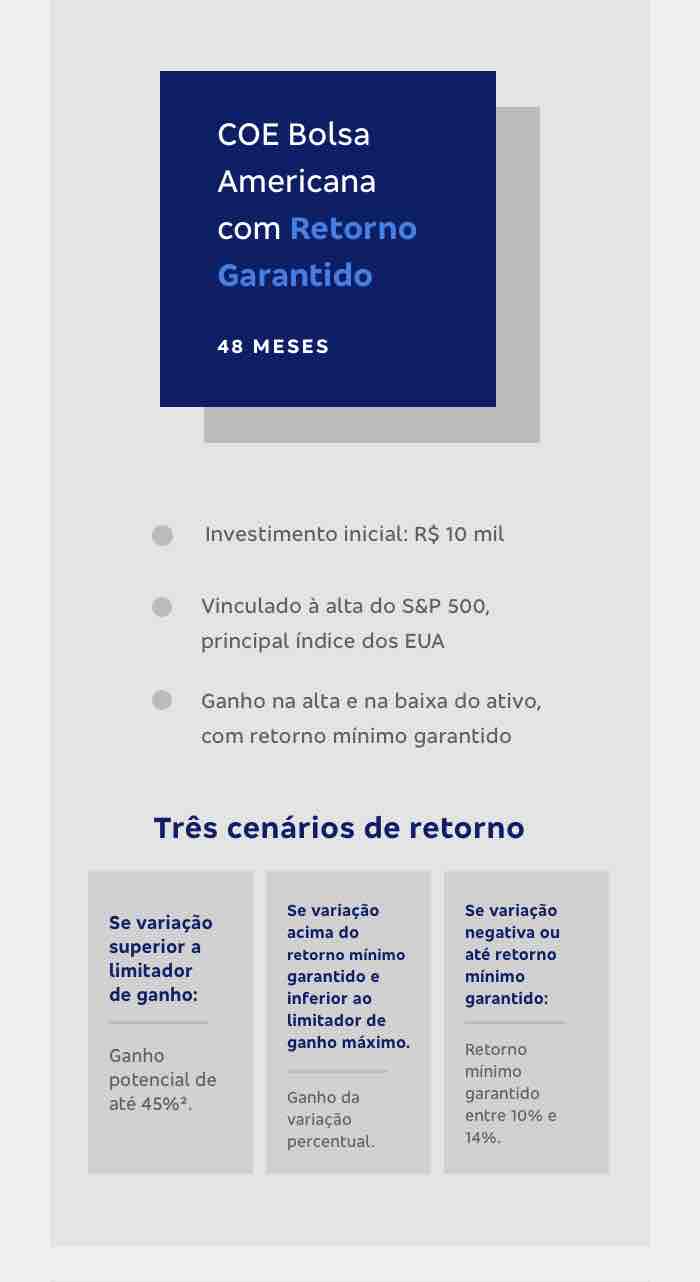 COE Bolsa
Americana
com Retorno
Garantido
48 MESES
Investimento inicial: R$ 10 mil
Vinculado à alta do S&P 500,
principal índice dos EUA
Ganho na alta e na baixa do ativo,
com retorno mínimo garantido
Três cenários de retorno
Se variação
superior a
limitador
de ganho:
Ganho
potencial de
até 45%².
Se variação
acima do
retorno mínimo
garantido e
inferior ao
limitador de
ganho máximo.
Ganho da
variação
percentual.
Se variação
negativa ou
até retorno
mínimo
garantido:
Retorno
mínimo
garantido
entre 10% e
14%.